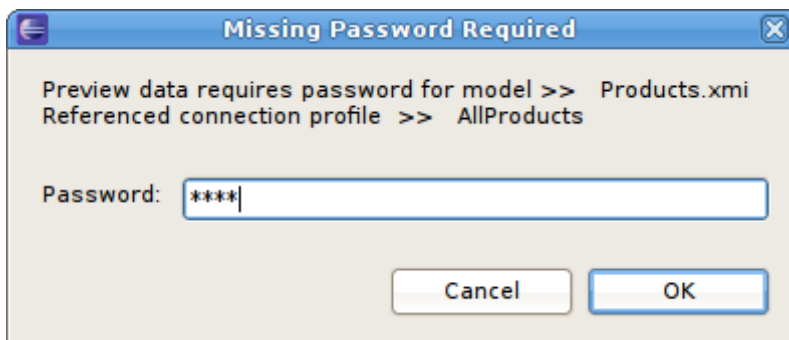 Missing Password Required
Preview data requires password for model >> Products.xmi
Referenced connection profile >> AllProducts
Password: ****
Cancel OK